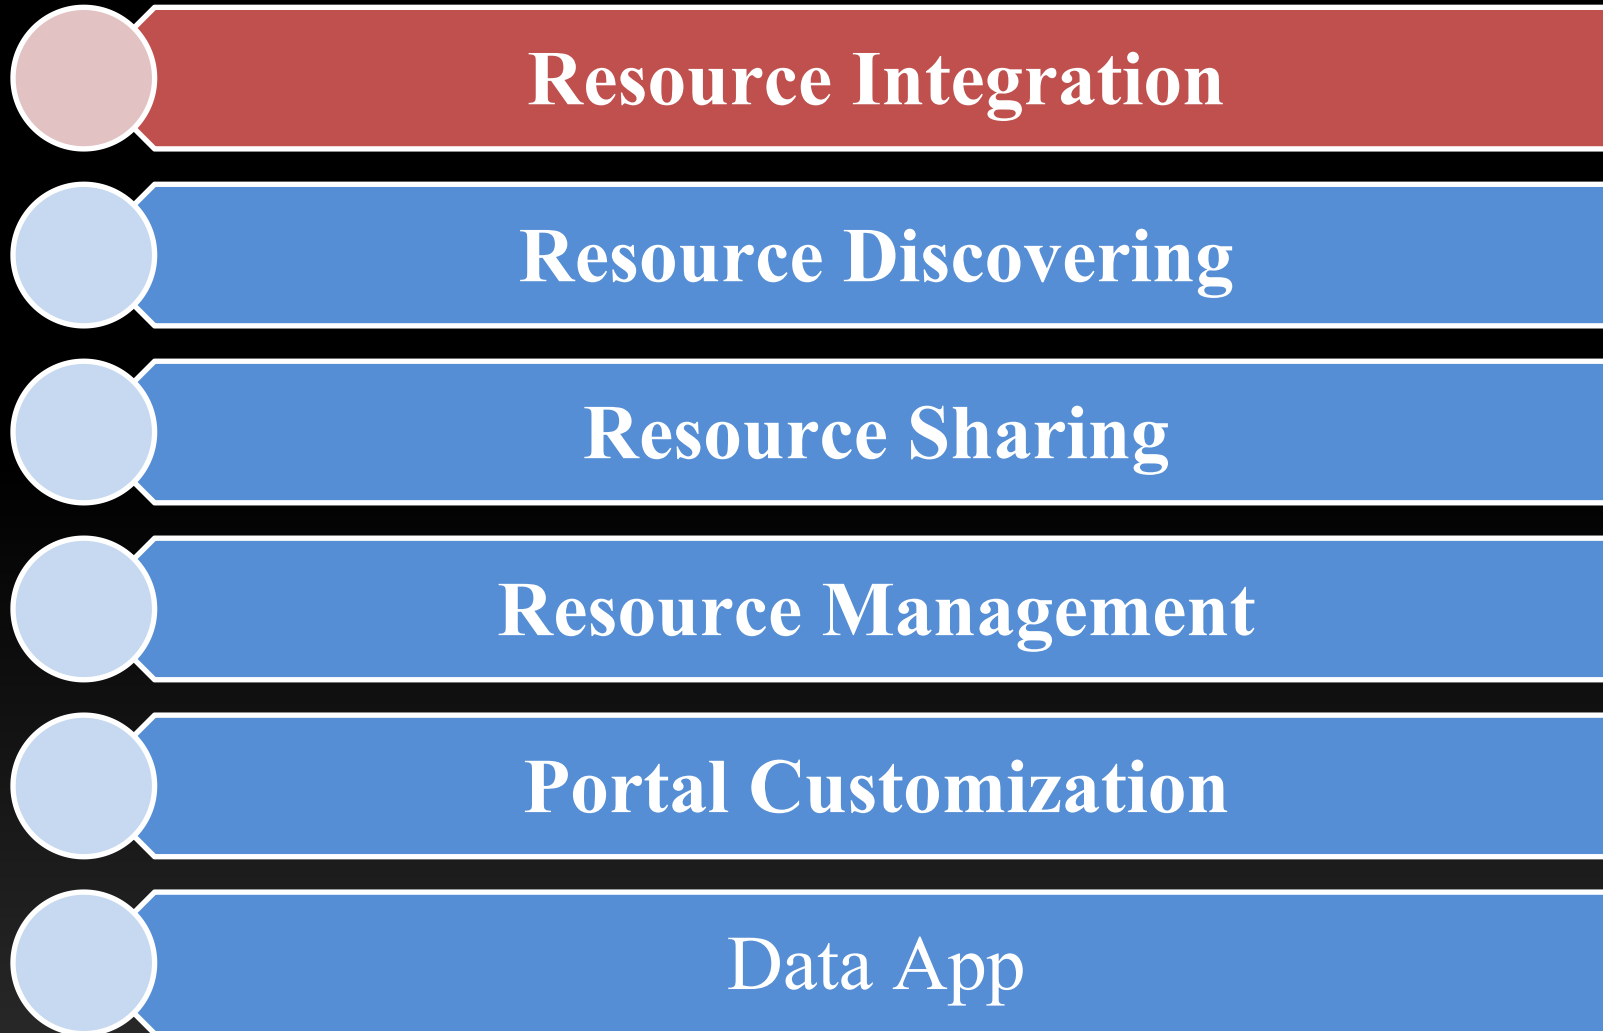 Resource Integration
Resource Discovering
Resource Sharing
Resource Management
Portal Customization
Data App